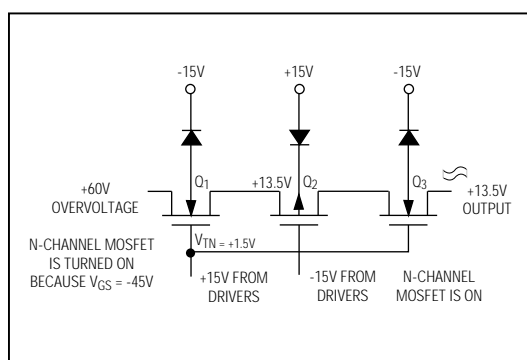 -15V
+15V
-15V
Q1
+13.5V
Q2
Q3
+60V
OVERVOLTAGE
+13.5V
OUTPUT
N-CHANNEL MOSFET
IS TURNED ON
BECAUSE VGS = -45V
VTN = +1.5V
+15V FROM
DRIVERS
-15V FROM
DRIVERS
N-CHANNEL
MOSFET IS ON